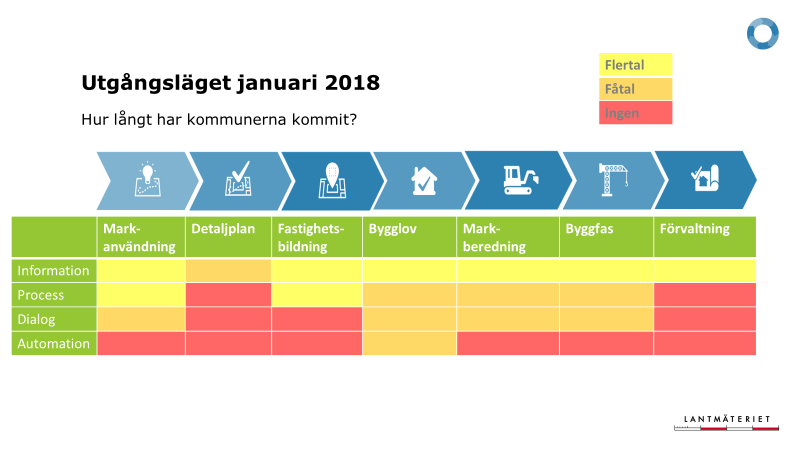 Utgångsläget januari 2018
Flertal
Fåtal
Ingen
Hur långt har kommunerna kommit?
Mark-
användning
Detaljplan
Fastighets-
bildning
Bygglov
Mark-
beredning
Byggfas
Förvaltning
Information
Process
Dialog
Automation
LANTMÄTERIET